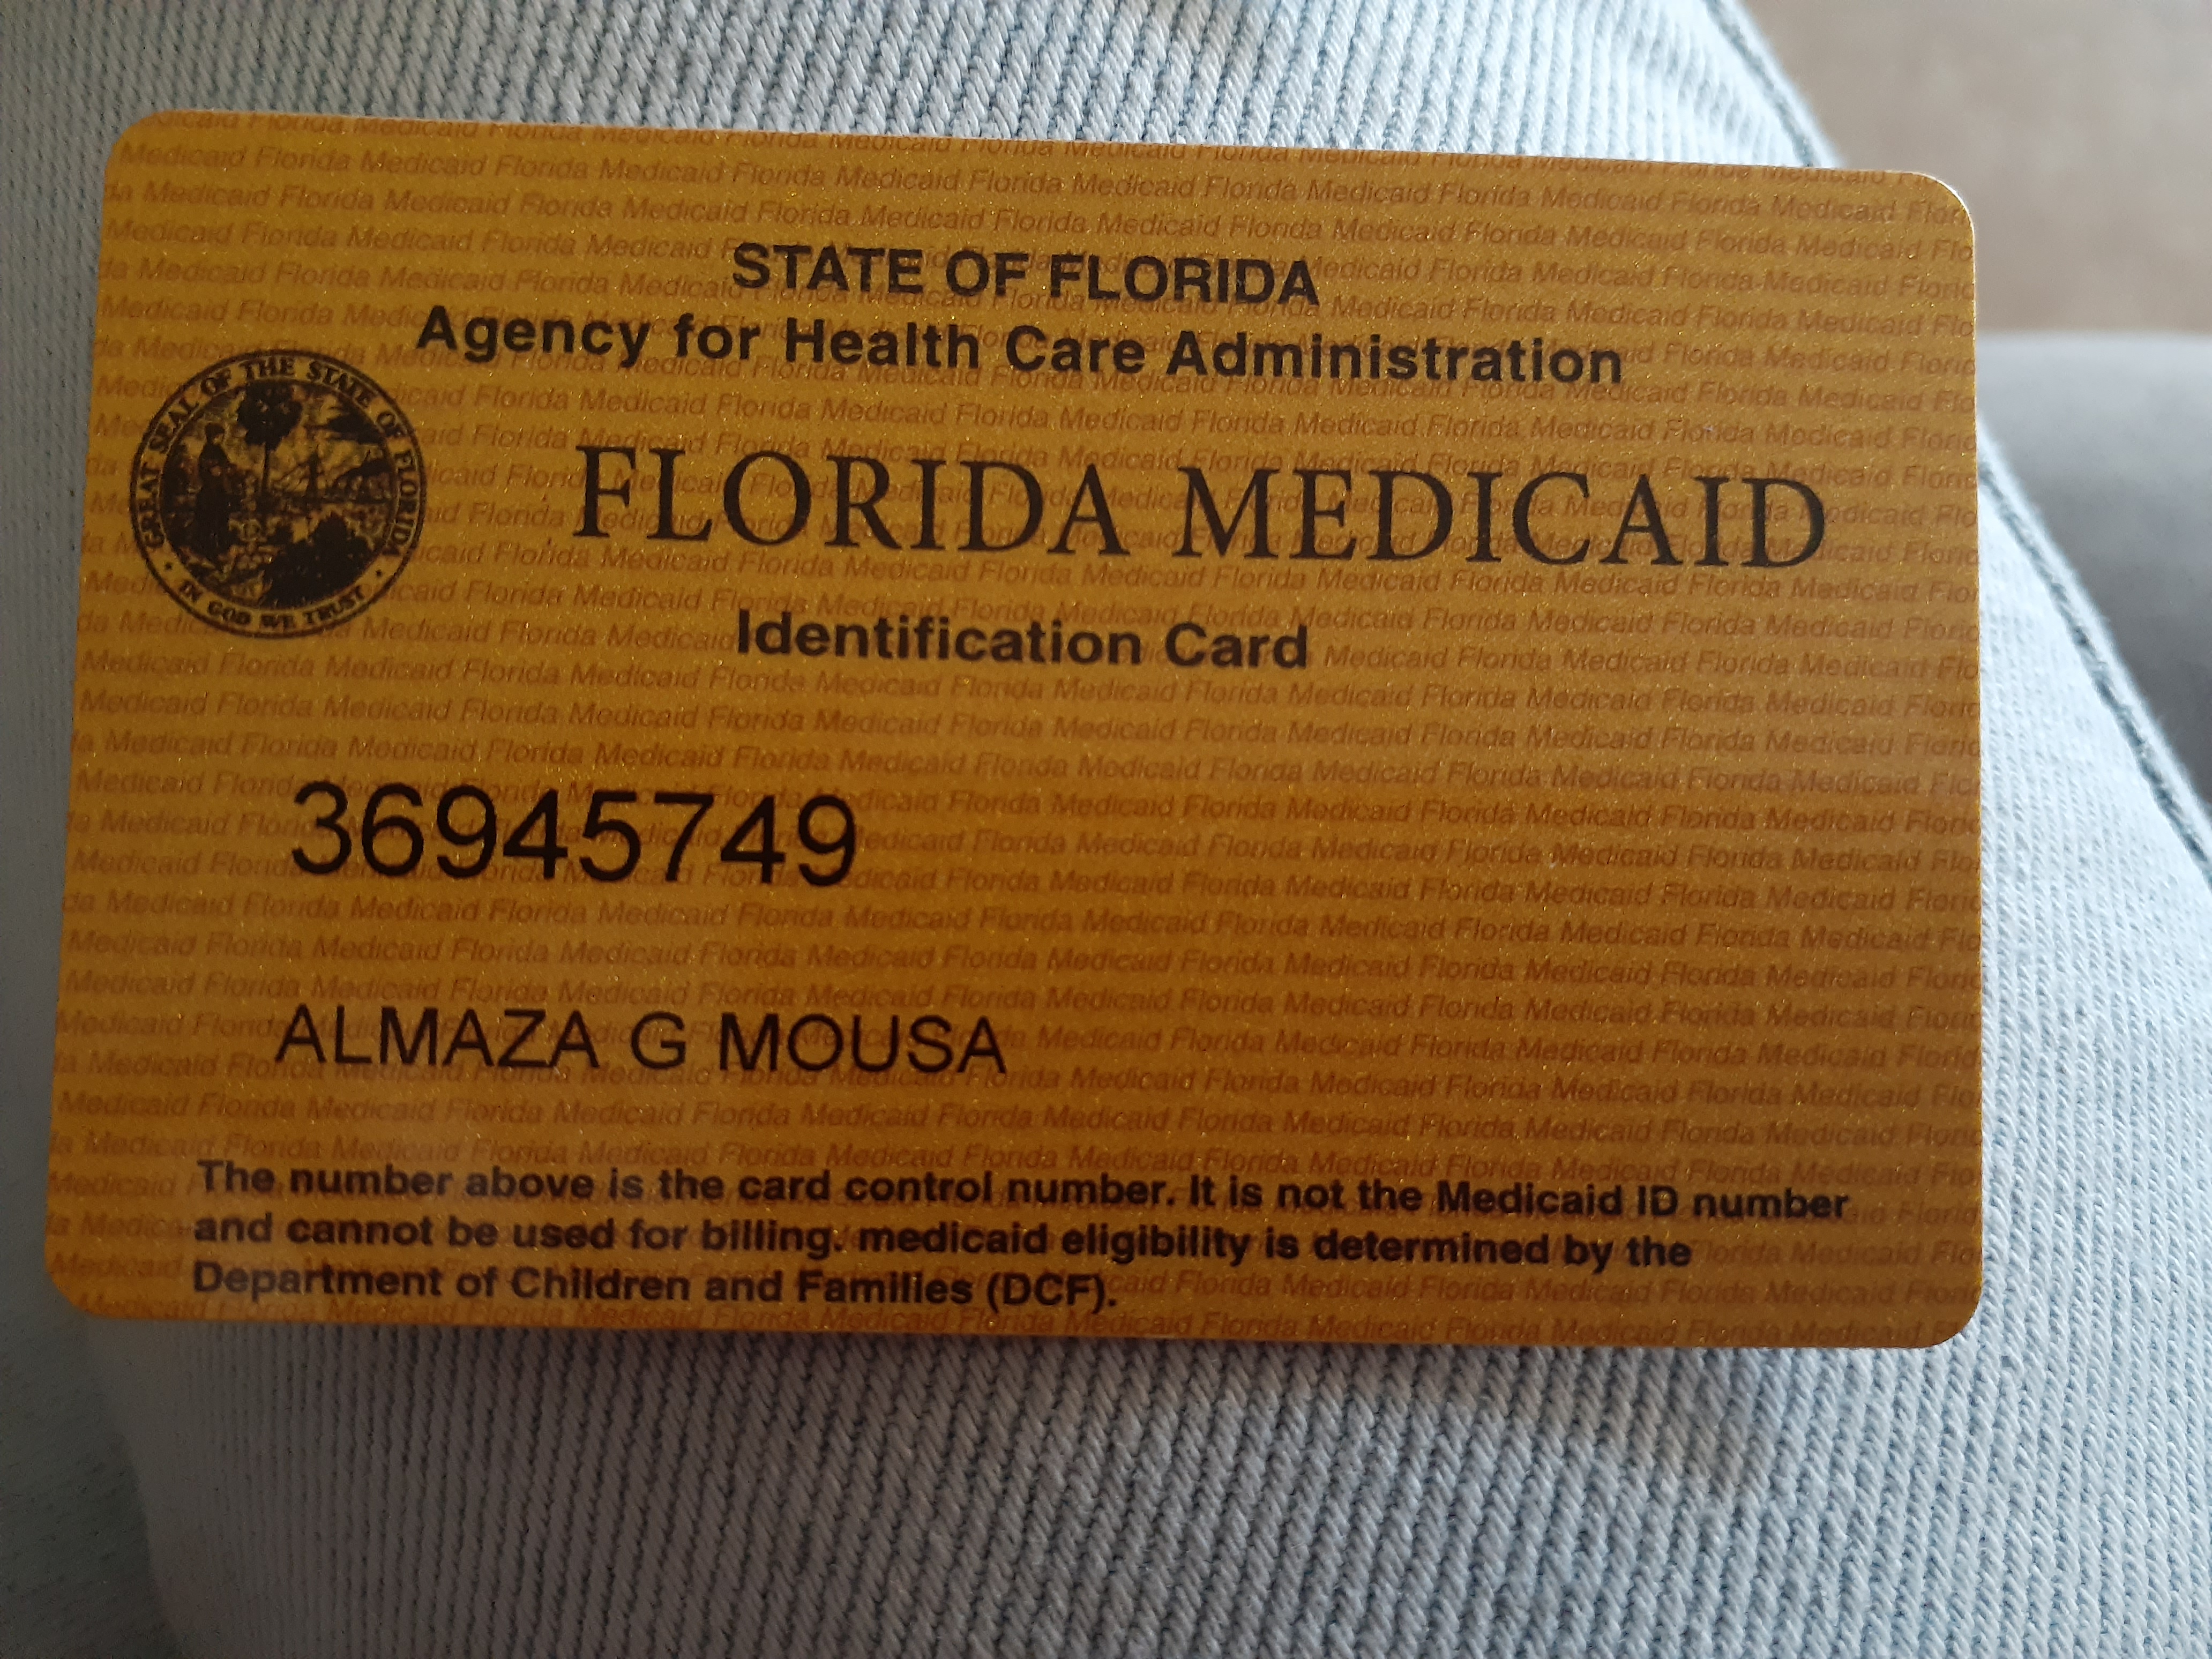 STATE OF FLORIDA
Agency for Health Care Administration
GREAT SEAL OF THE STATE OF FLORIDA
IN GOD WE TRUST
FLORIDA MEDICAID
Identification Card
36945749
ALMAZA G MOUSA
The number above is the card control number. It is not the Medicaid ID number
and cannot be used for billing. medicaid eligibility is determined by the
Department of Children and Families (DCF).